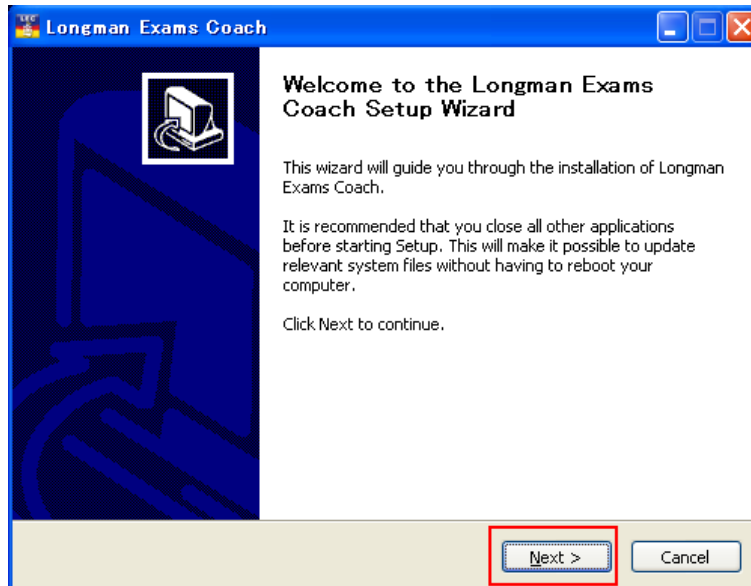 Longman Exams Coach
Welcome to the Longman Exams
Coach Setup Wizard
This wizard will guide you through the installation of Longman
Exams Coach.
It is recommended that you close all other applications
before starting Setup. This will make it possible to update
relevant system files without having to reboot your
computer.
Click Next to continue.
Next >
Cancel